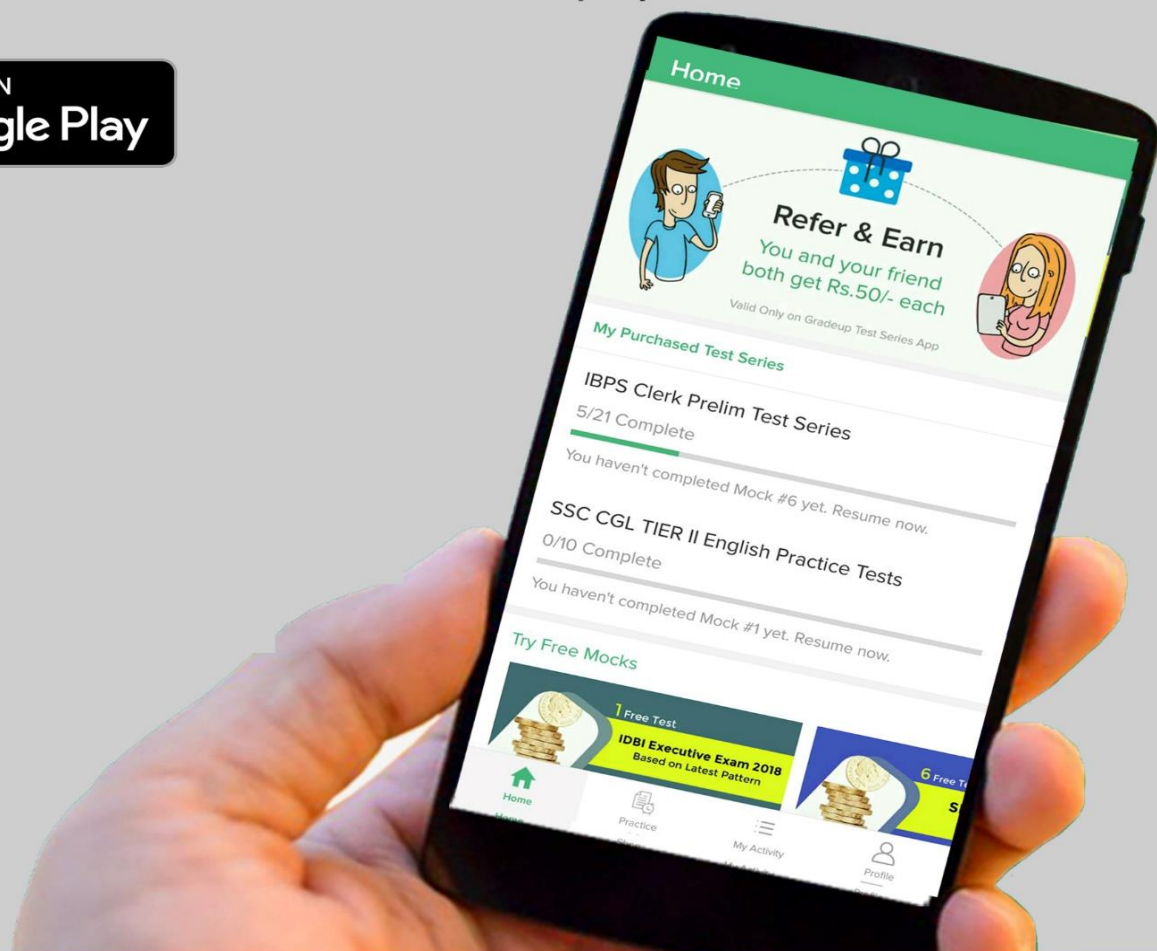 N
gle Play
Home
Refer & Earn
You and your friend
both get Rs.50/- each
Valid Only on Gradeup Test Series App
My Purchased Test Series
IBPS Clerk Prelim Test Series
5/21 Complete
You haven't completed Mock #6 yet. Resume now.
SSC CGL TIER II English Practice Tests
0/10 Complete
You haven't completed Mock #1 yet. Resume now.
Try Free Mocks
1 Free Test
IDBI Executive Exam 2018
Based on Latest Pattern
6 Free Te
S
Home
Practice
My Activity
Profile
Home